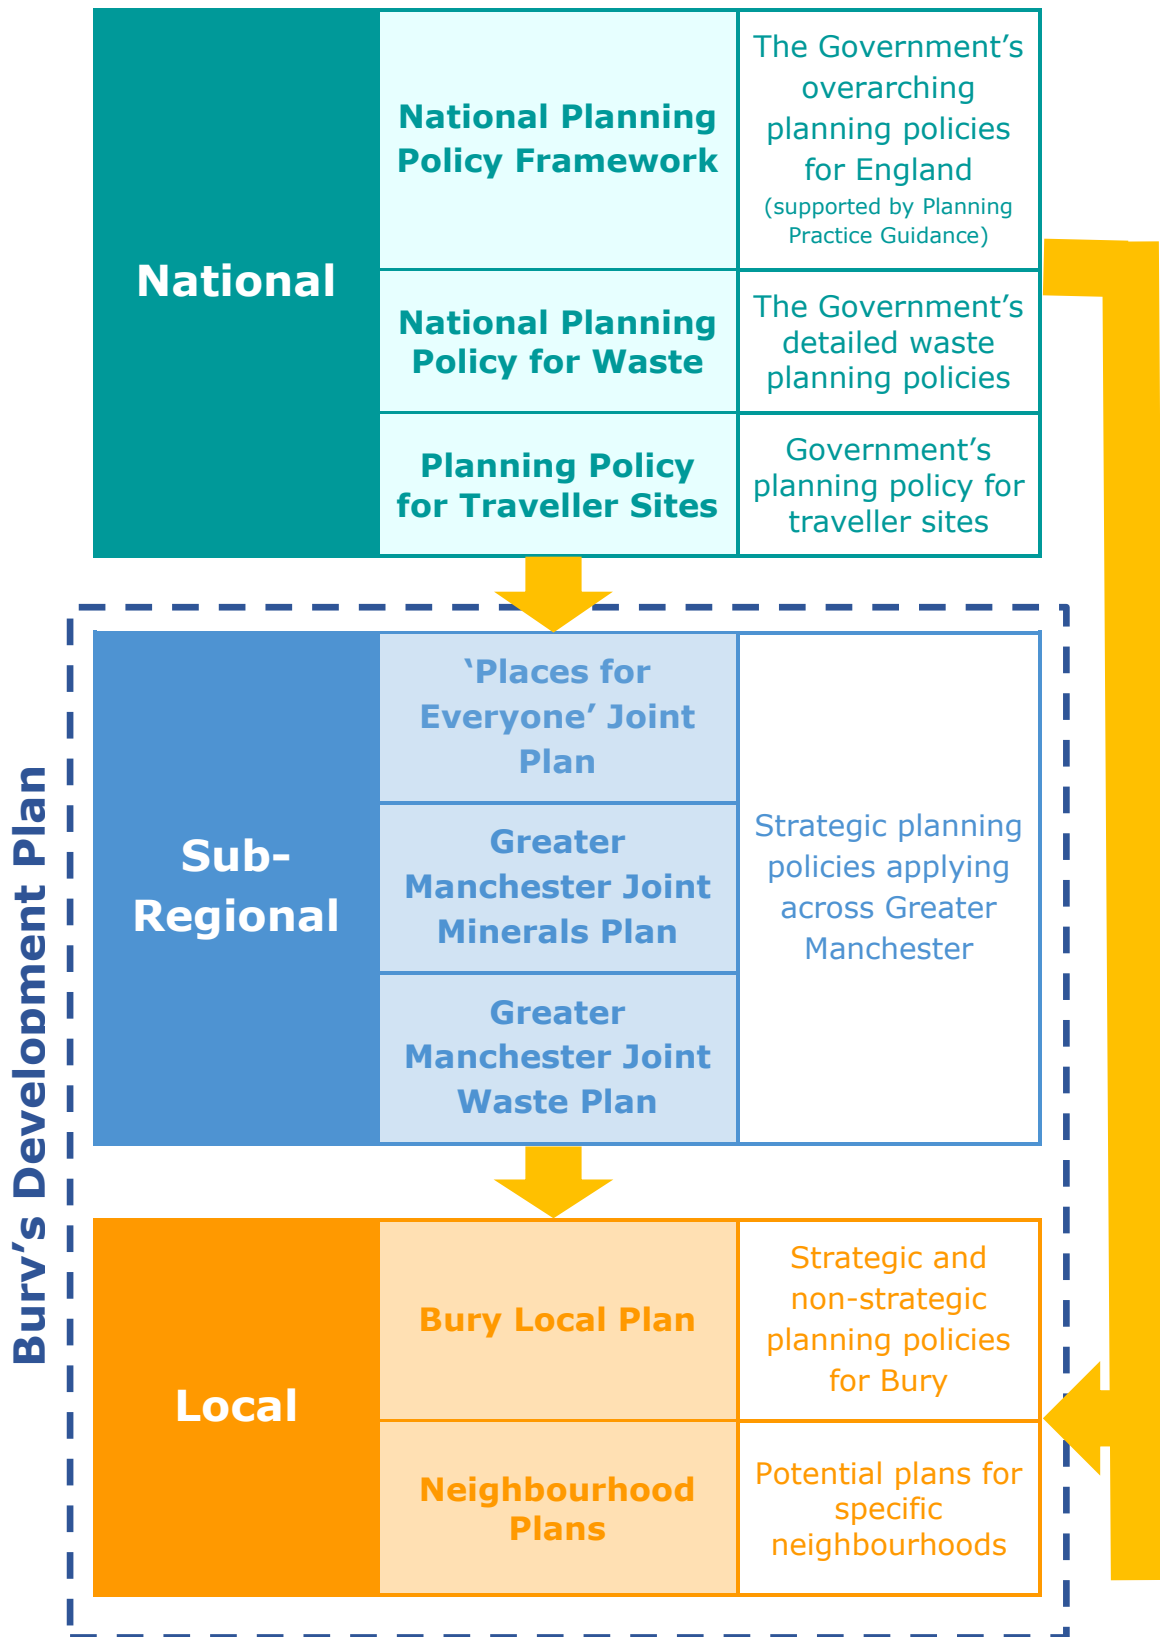 National
National Planning
Policy Framework
The Government’s
overarching
planning policies
for England
(supported by Planning
Practice Guidance)
National Planning
Policy for Waste
The Government’s
detailed waste
planning policies
Planning Policy
for Traveller Sites
Government’s
planning policy for
traveller sites
Bury’s Development Plan
Sub-
Regional
‘Places for
Everyone’ Joint
Plan
Greater
Manchester Joint
Minerals Plan
Greater
Manchester Joint
Waste Plan
Strategic planning
policies applying
across Greater
Manchester
Local
Bury Local Plan
Strategic and
non-strategic
planning policies
for Bury
Neighbourhood
Plans
Potential plans for
specific
neighbourhoods